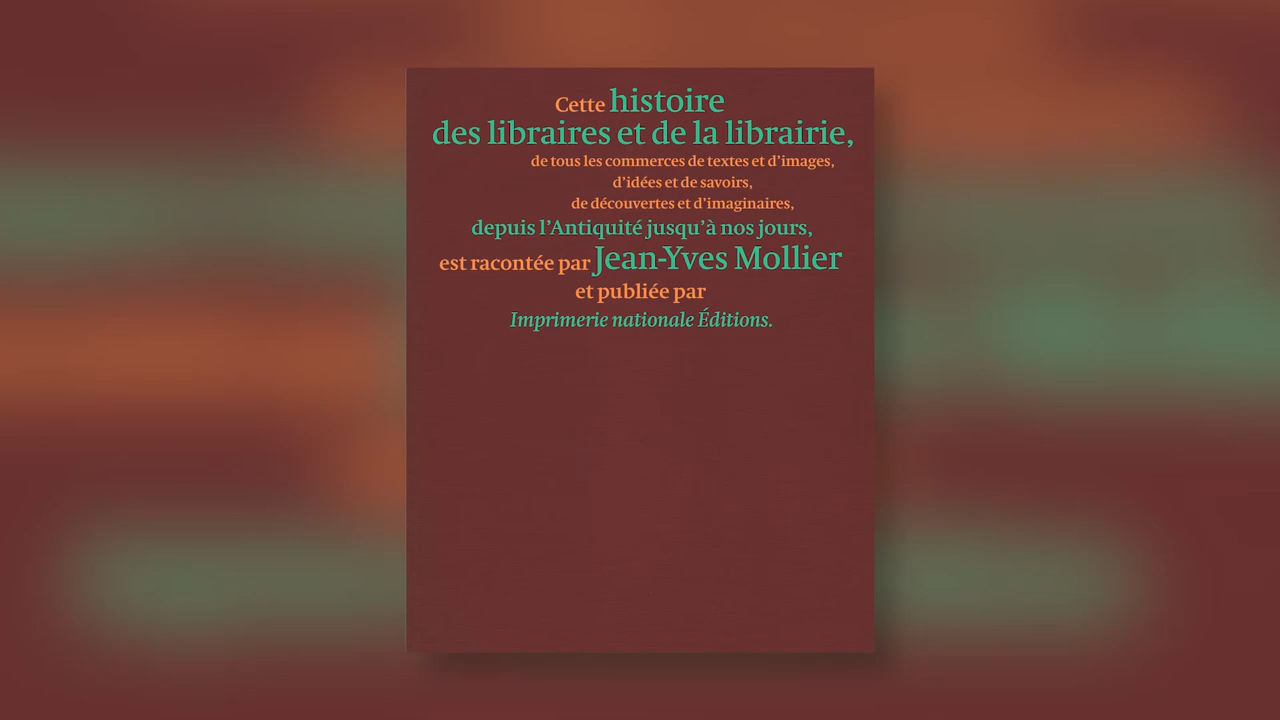 Cette histoire
des libraires et de la librairie,
de tous les commerces de textes et d’images,
d’idées et de savoirs,
de découvertes et d’imaginaires,
depuis l’Antiquité jusqu’à nos jours,
est racontée par Jean-Yves Mollier
et publiée par
Imprimerie nationale Éditions.